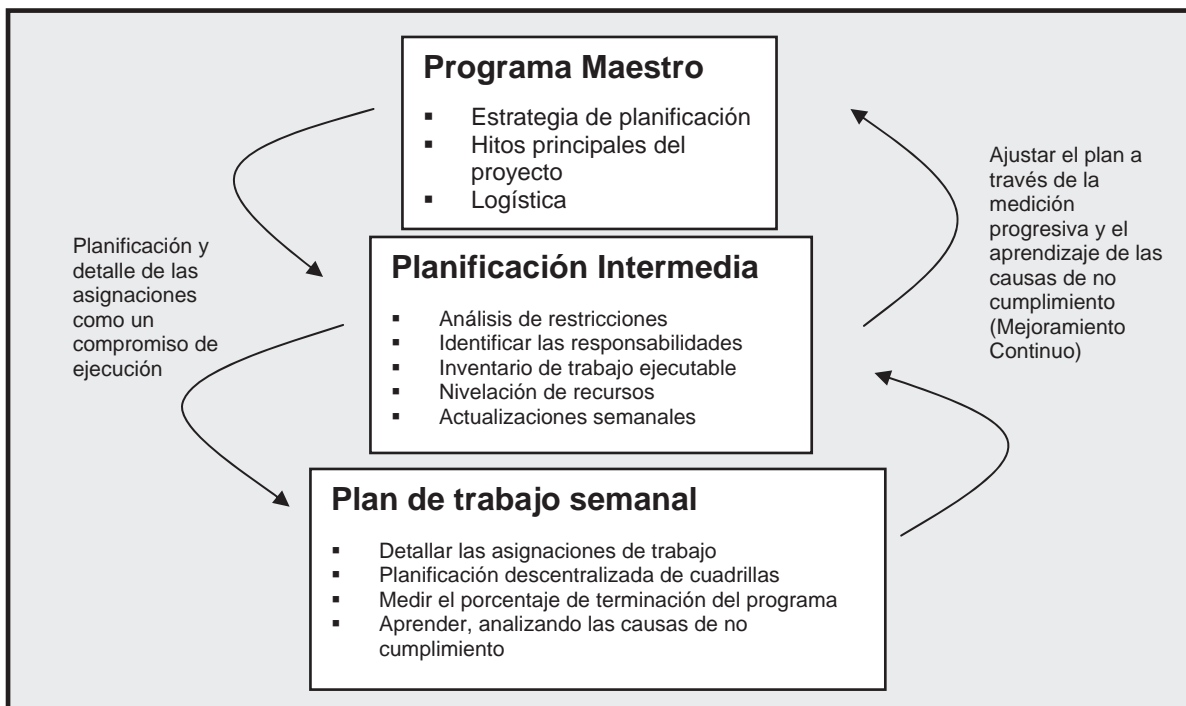 Programa Maestro
▪ Estrategia de planificación
▪ Hitos principales del
proyecto
▪ Logística
Planificación y
detalle de las
asignaciones
como un
compromiso de
ejecución
Ajustar el plan a
través de la
medición
progresiva y el
aprendizaje de las
causas de no
cumplimiento
(Mejoramiento
Continuo)
Planificación Intermedia
▪ Análisis de restricciones
▪ Identificar las responsabilidades
▪ Inventario de trabajo ejecutable
▪ Nivelación de recursos
▪ Actualizaciones semanales
Plan de trabajo semanal
▪ Detallar las asignaciones de trabajo
▪ Planificación descentralizada de cuadrillas
▪ Medir el porcentaje de terminación del programa
▪ Aprender, analizando las causas de no
cumplimiento